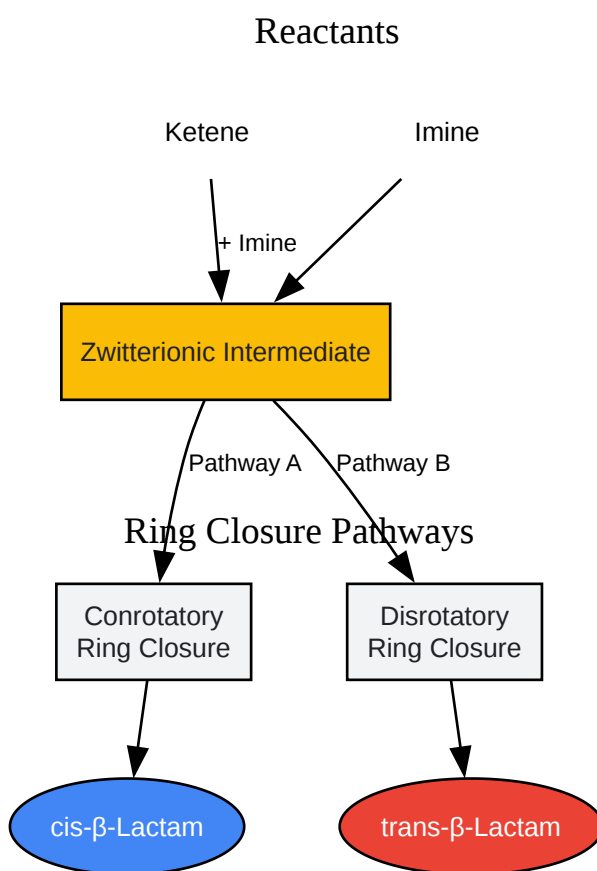 Reactants
Ketene
Imine
+ Imine
Zwitterionic Intermediate
Pathway A
Pathway B
Ring Closure Pathways
Conrotatory
Ring Closure
Disrotatory
Ring Closure
cis-β-Lactam
trans-β-Lactam